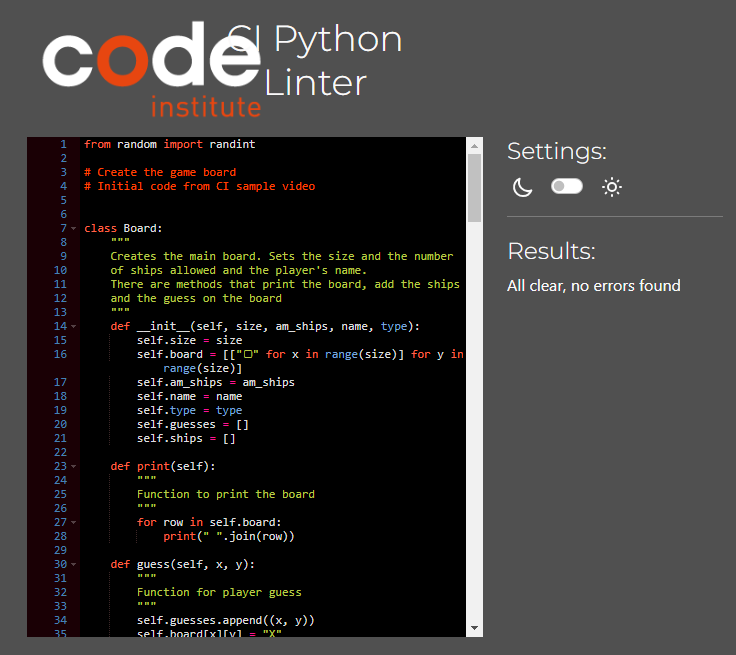 code
institute
CI Python
Linter
1 from random import randint
2
3 # Create the game board
4 # Initial code from CI sample video
5
6
7 class Board:
8 """
9 Creates the main board. Sets the size and the number
10 of ships allowed and the player's name.
11 There are methods that print the board, add the ships
12 and the guess on the board
13 """
14 def __init__(self, size, am_ships, name, type):
15 self.size = size
16 self.board = [["□" for x in range(size)] for y in
range(size)]
17 self.am_ships = am_ships
18 self.name = name
19 self.type = type
20 self.guesses = []
21 self.ships = []
22
23 def print(self):
24 """
25 Function to print the board
26 """
27 for row in self.board:
28 print(" ".join(row))
29
30 def guess(self, x, y):
31 """
32 Function for player guess
33 """
34 self.guesses.append((x, y))
35 self.board[x][y] = "X"
Settings:
Results:
All clear, no errors found